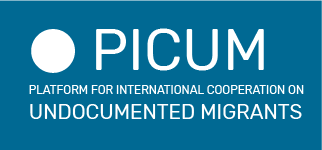 PICUM
PLATFORM FOR INTERNATIONAL COOPERATION ON
UNDOCUMENTED MIGRANTS